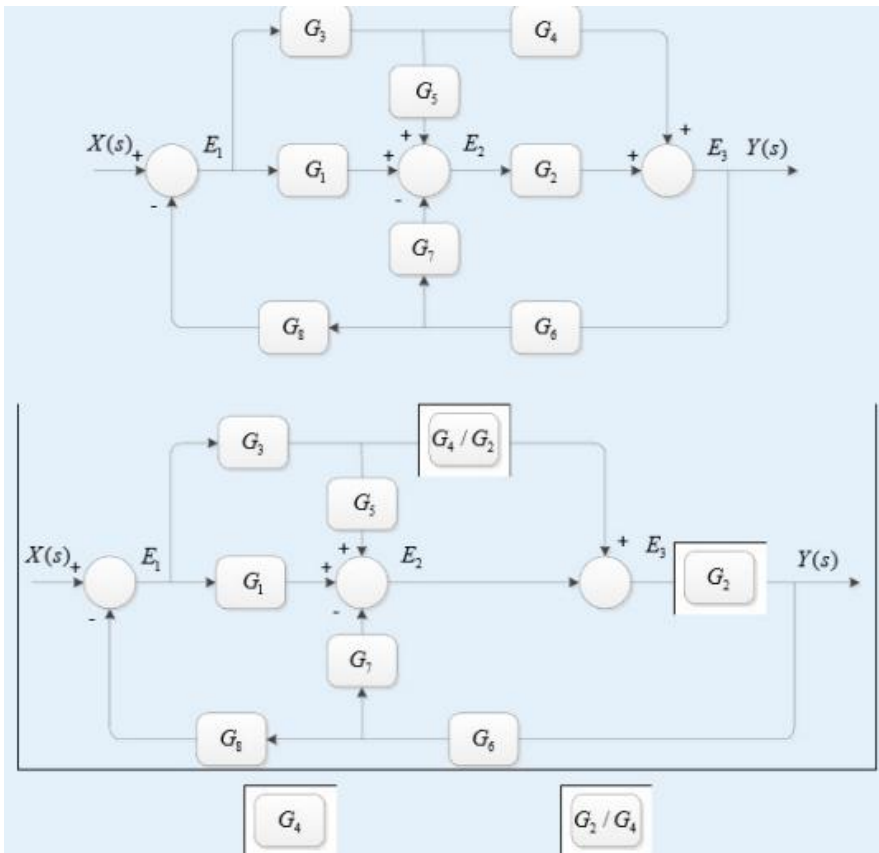 G₃
G₄
G₅
X(s)
+
E₁
G₁
+
+
-
E₂
G₂
+
+
E₃
Y(s)
-
G₇
G₈
G₆
G₃
G₄ / G₂
G₅
X(s)
+
E₁
G₁
+
+
-
E₂
+
E₃
G₂
Y(s)
-
G₇
G₈
G₆
G₄
G₂ / G₄